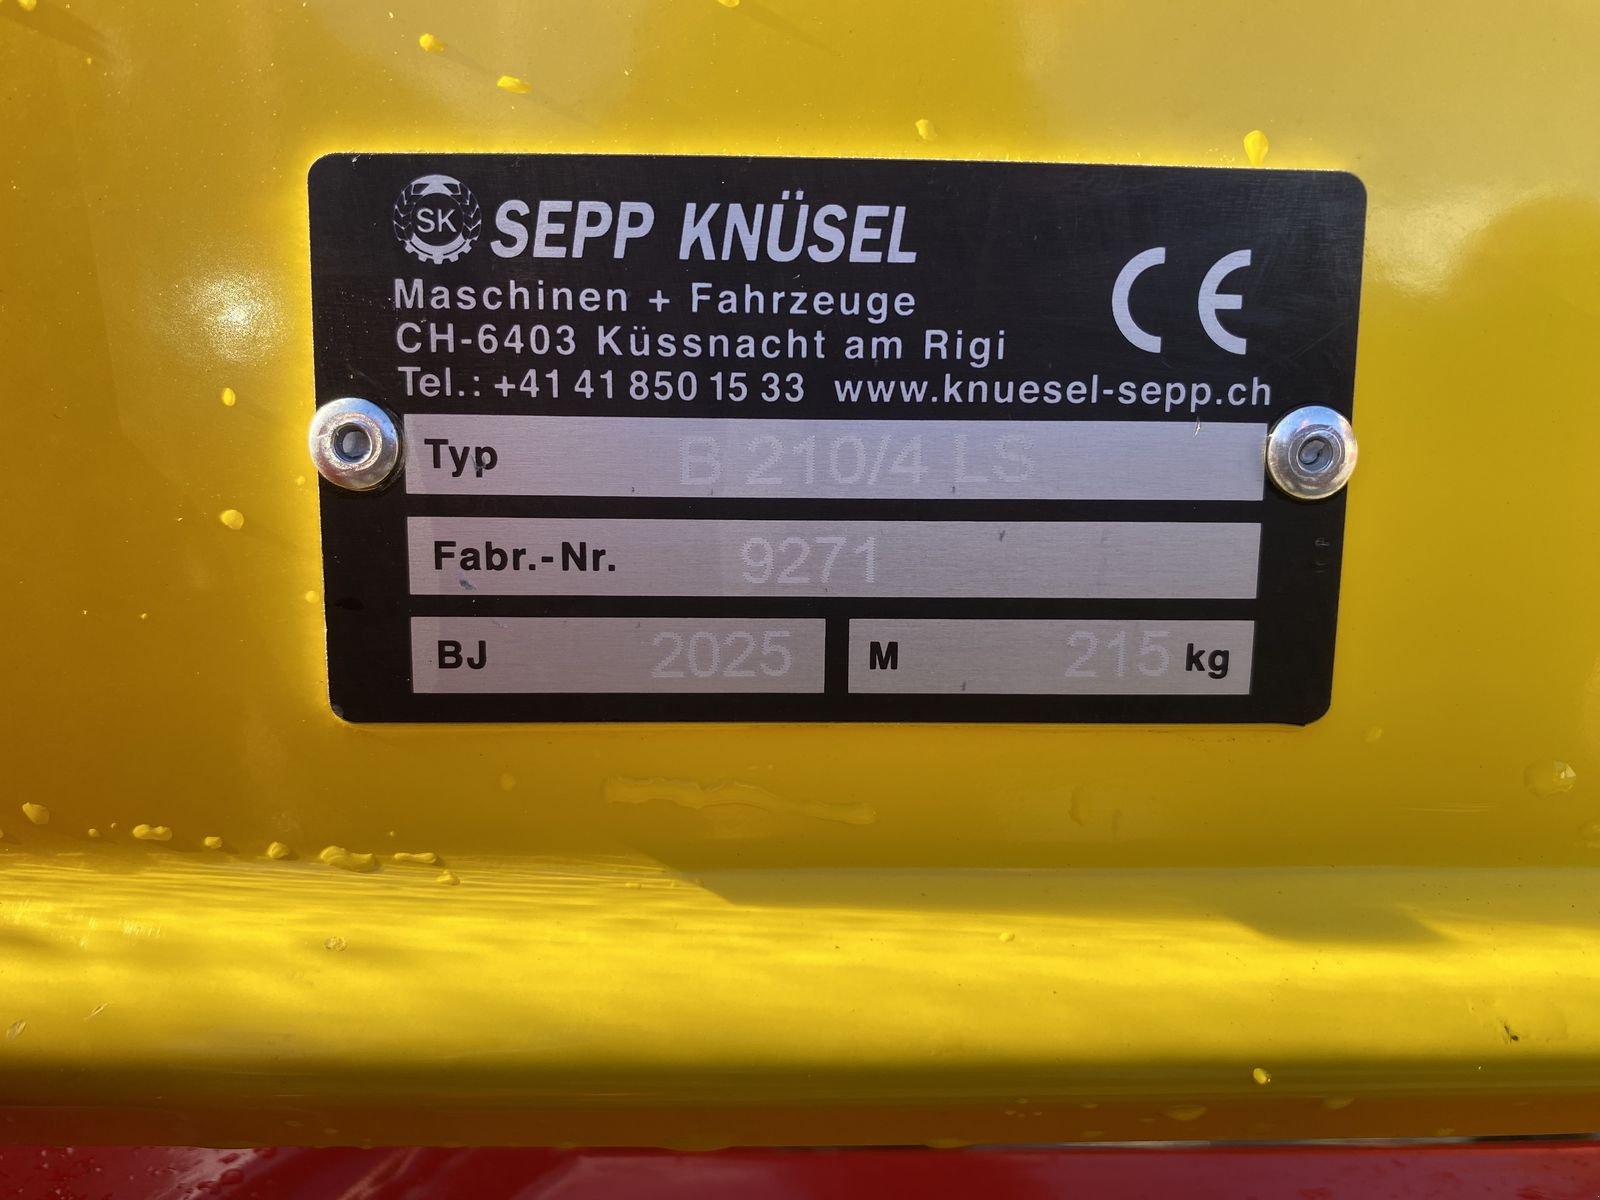 SK SEPP KNÜSEL
Maschinen + Fahrzeuge
CH-6403 Küssnacht am Rigi
Tel.: +41 41 850 15 33 www.knuesel-sepp.ch
CE
Typ B 210/4 LS
Fabr.-Nr. 9271
BJ 2025 M 215 kg